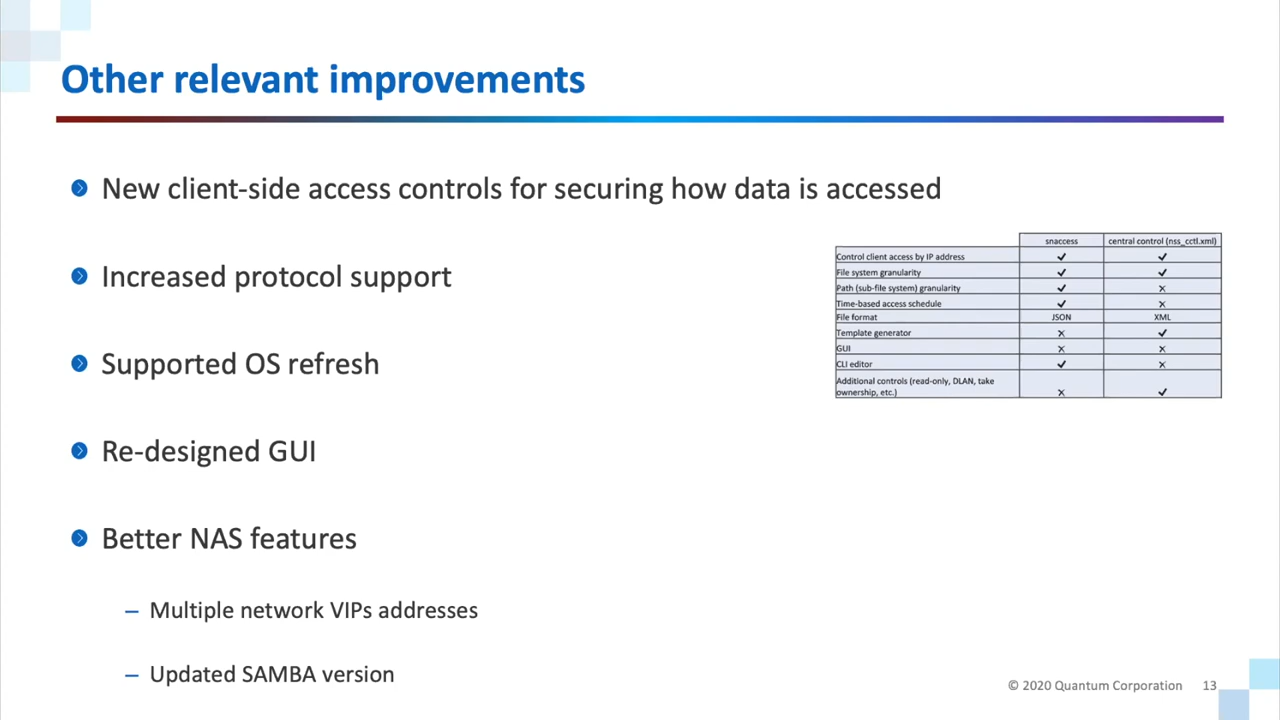 Other relevant improvements
New client-side access controls for securing how data is accessed
Increased protocol support
Supported OS refresh
Re-designed GUI
Better NAS features
– Multiple network VIPs addresses
– Updated SAMBA version
snaccess central control (nss_cctl.xml)
Control client access by IP address ✓ ✓
File system granularity ✓ ✓
Path (sub-file system) granularity ✓ ✗
Time-based access schedule ✓ ✗
File format JSON XML
Template generator ✗ ✓
GUI ✗ ✗
CLI editor ✓ ✗
Additional controls (read-only, DLAN, take
ownership, etc.) ✗ ✓
© 2020 Quantum Corporation 13